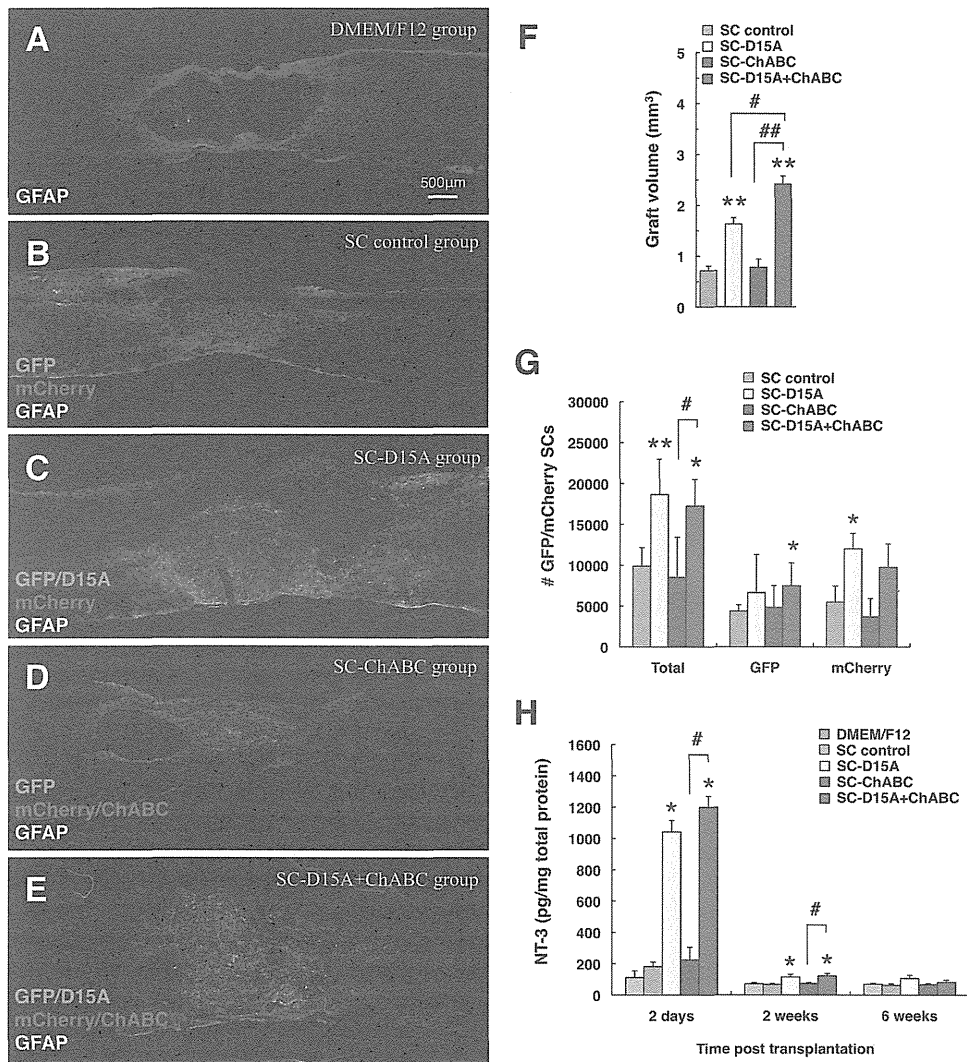 A
DMEM/F12 group
GFAP
500μm
B
SC control group
GFP
mCherry
GFAP
C
SC-D15A group
GFP/D15A
mCherry
GFAP
D
SC-ChABC group
GFP
mCherry/ChABC
GFAP
E
SC-D15A+ChABC group
GFP/D15A
mCherry/ChABC
GFAP
F
SC control
SC-D15A
SC-ChABC
SC-D15A+ChABC
Graft volume (mm³)
5
4
3
2
1
0
#
##
**
**
G
SC control
SC-D15A
SC-ChABC
SC-D15A+ChABC
# GFP/mCherry SCs
30000
25000
20000
15000
10000
5000
0
#
**
*
*
*
Total GFP mCherry
H
DMEM/F12
SC control
SC-D15A
SC-ChABC
SC-D15A+ChABC
NT-3 (pg/mg total protein)
1600
1400
1200
1000
800
600
400
200
0
#
*
*
#
*
*
2 days 2 weeks 6 weeks
Time post transplantation